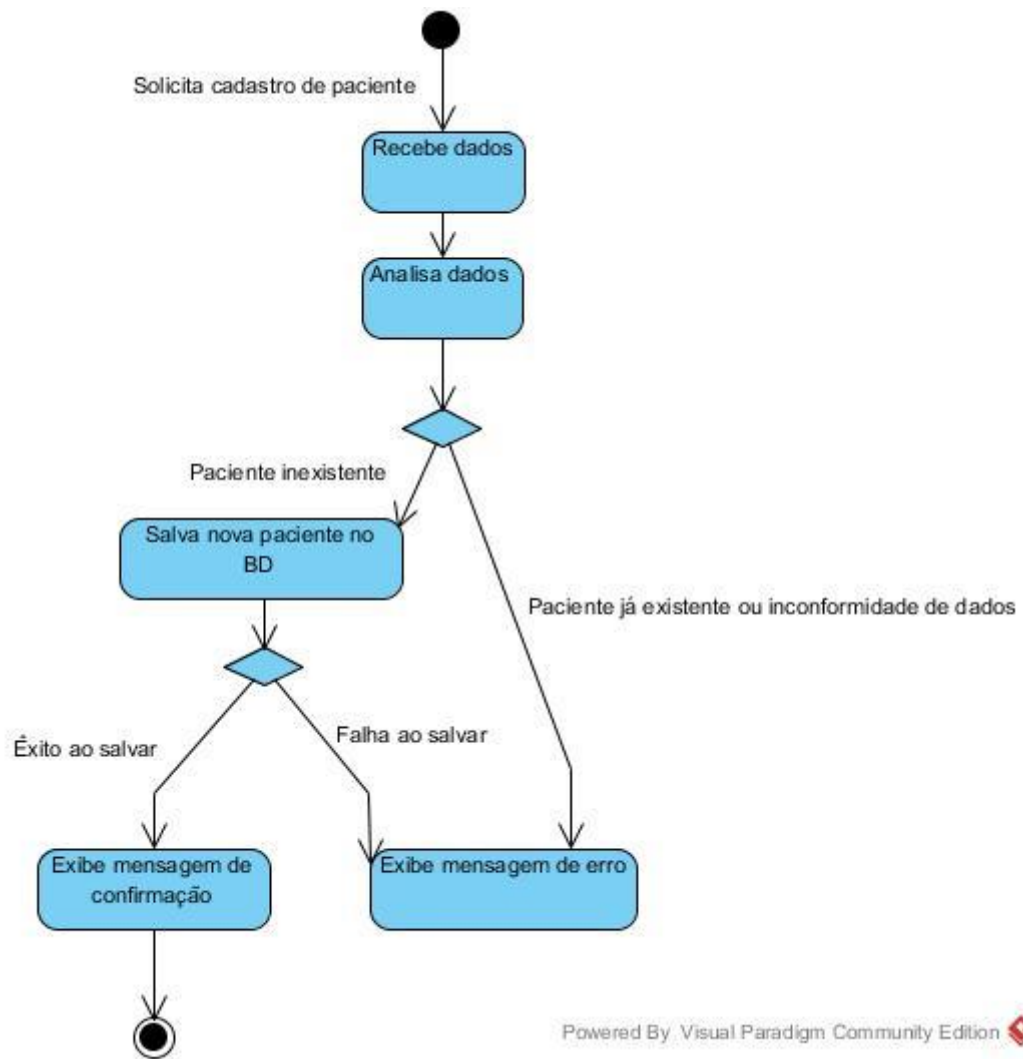 Solicita cadastro de paciente
Recebe dados
Analisa dados
Paciente inexistente
Salva nova paciente no
BD
Paciente já existente ou inconformidade de dados
Êxito ao salvar
Falha ao salvar
Exibe mensagem de
confirmação
Exibe mensagem de erro
Powered By Visual Paradigm Community Edition